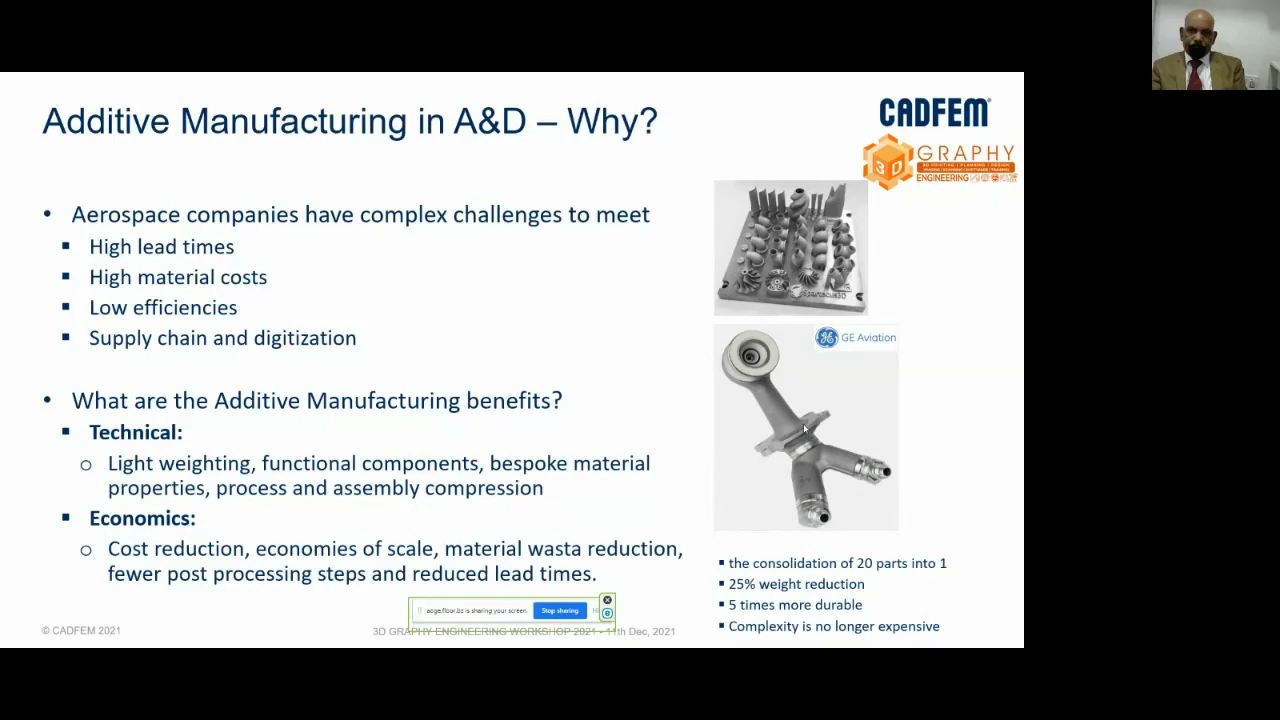 Additive Manufacturing in A&D – Why?
CADFEM
3D GRAPHY
3D PRINTING | PLANNING | DESIGN
ENGINEERING
• Aerospace companies have complex challenges to meet
▪ High lead times
▪ High material costs
▪ Low efficiencies
▪ Supply chain and digitization
• What are the Additive Manufacturing benefits?
▪ Technical:
o Light weighting, functional components, bespoke material
properties, process and assembly compression
▪ Economics:
o Cost reduction, economies of scale, material wasta reduction,
fewer post processing steps and reduced lead times.
GE Aviation
▪ the consolidation of 20 parts into 1
▪ 25% weight reduction
▪ 5 times more durable
▪ Complexity is no longer expensive
is sharing your screen.
Stop sharing
© CADFEM 2021
3D GRAPHY ENGINEERING WORKSHOP 2021 - 11th Dec, 2021